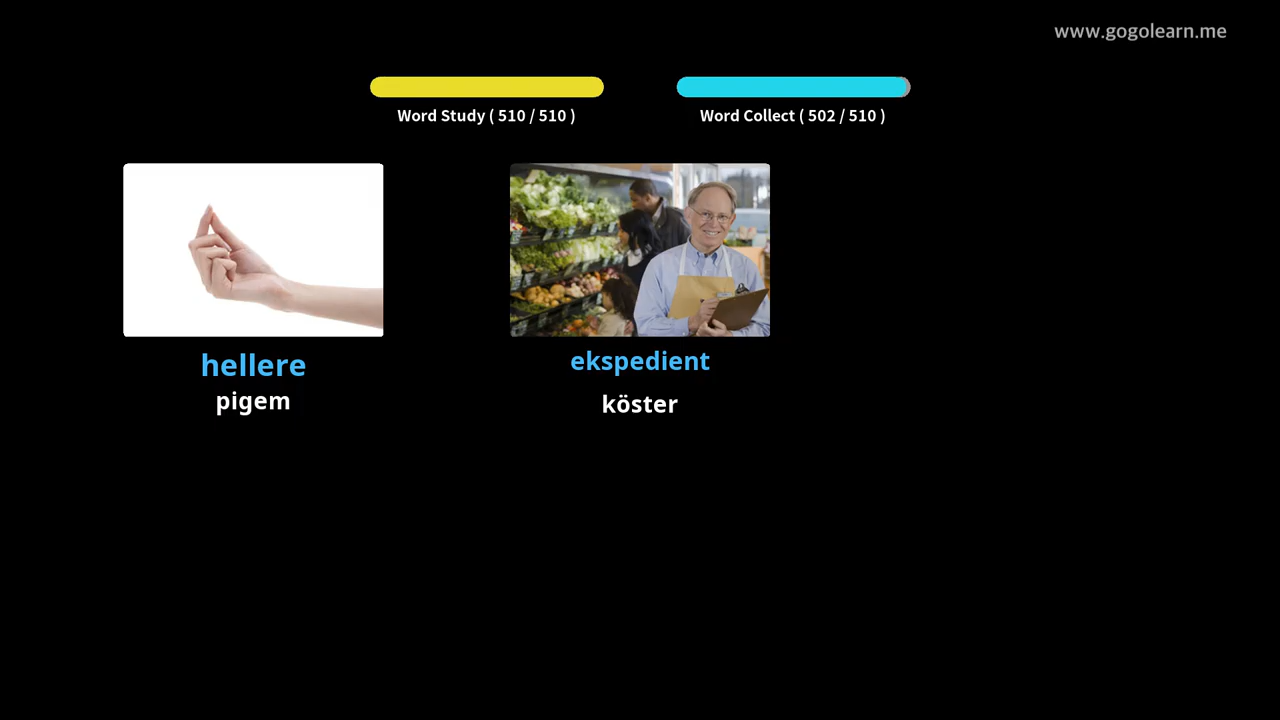 www.gogolearn.me
Word Study ( 510 / 510 )
Word Collect ( 502 / 510 )
hellere
pigem
ekspedient
köster